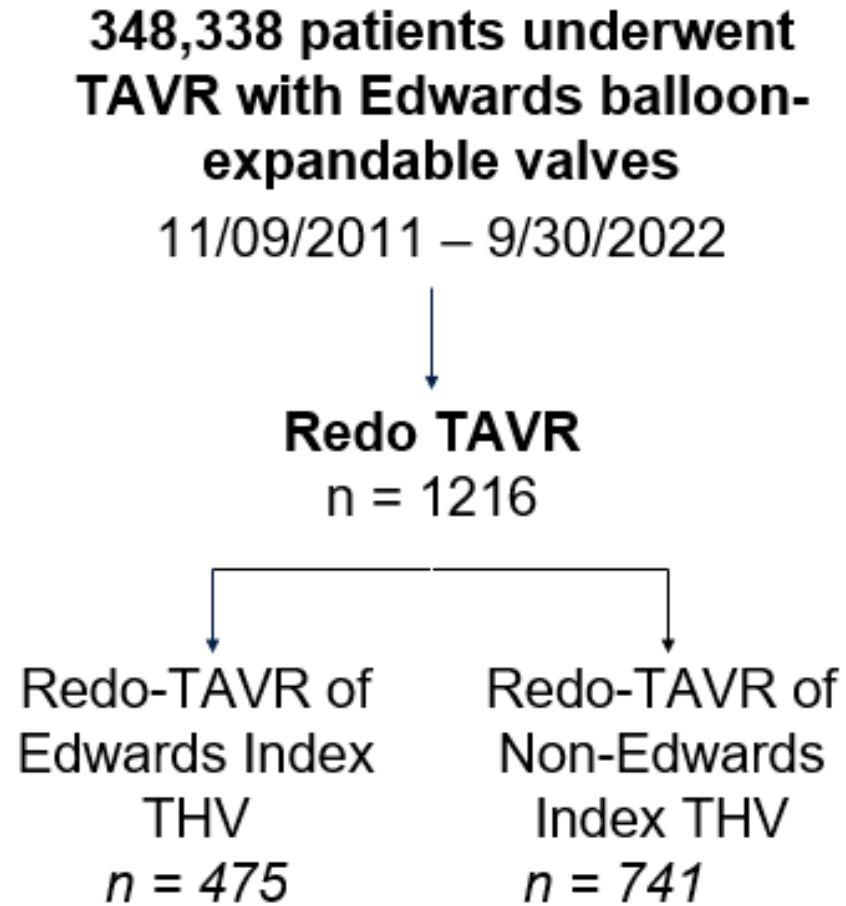 348,338 patients underwent
TAVR with Edwards balloon-
expandable valves
11/09/2011 – 9/30/2022
Redo TAVR
n = 1216
Redo-TAVR of
Edwards Index
THV
n = 475
Redo-TAVR of
Non-Edwards
Index THV
n = 741